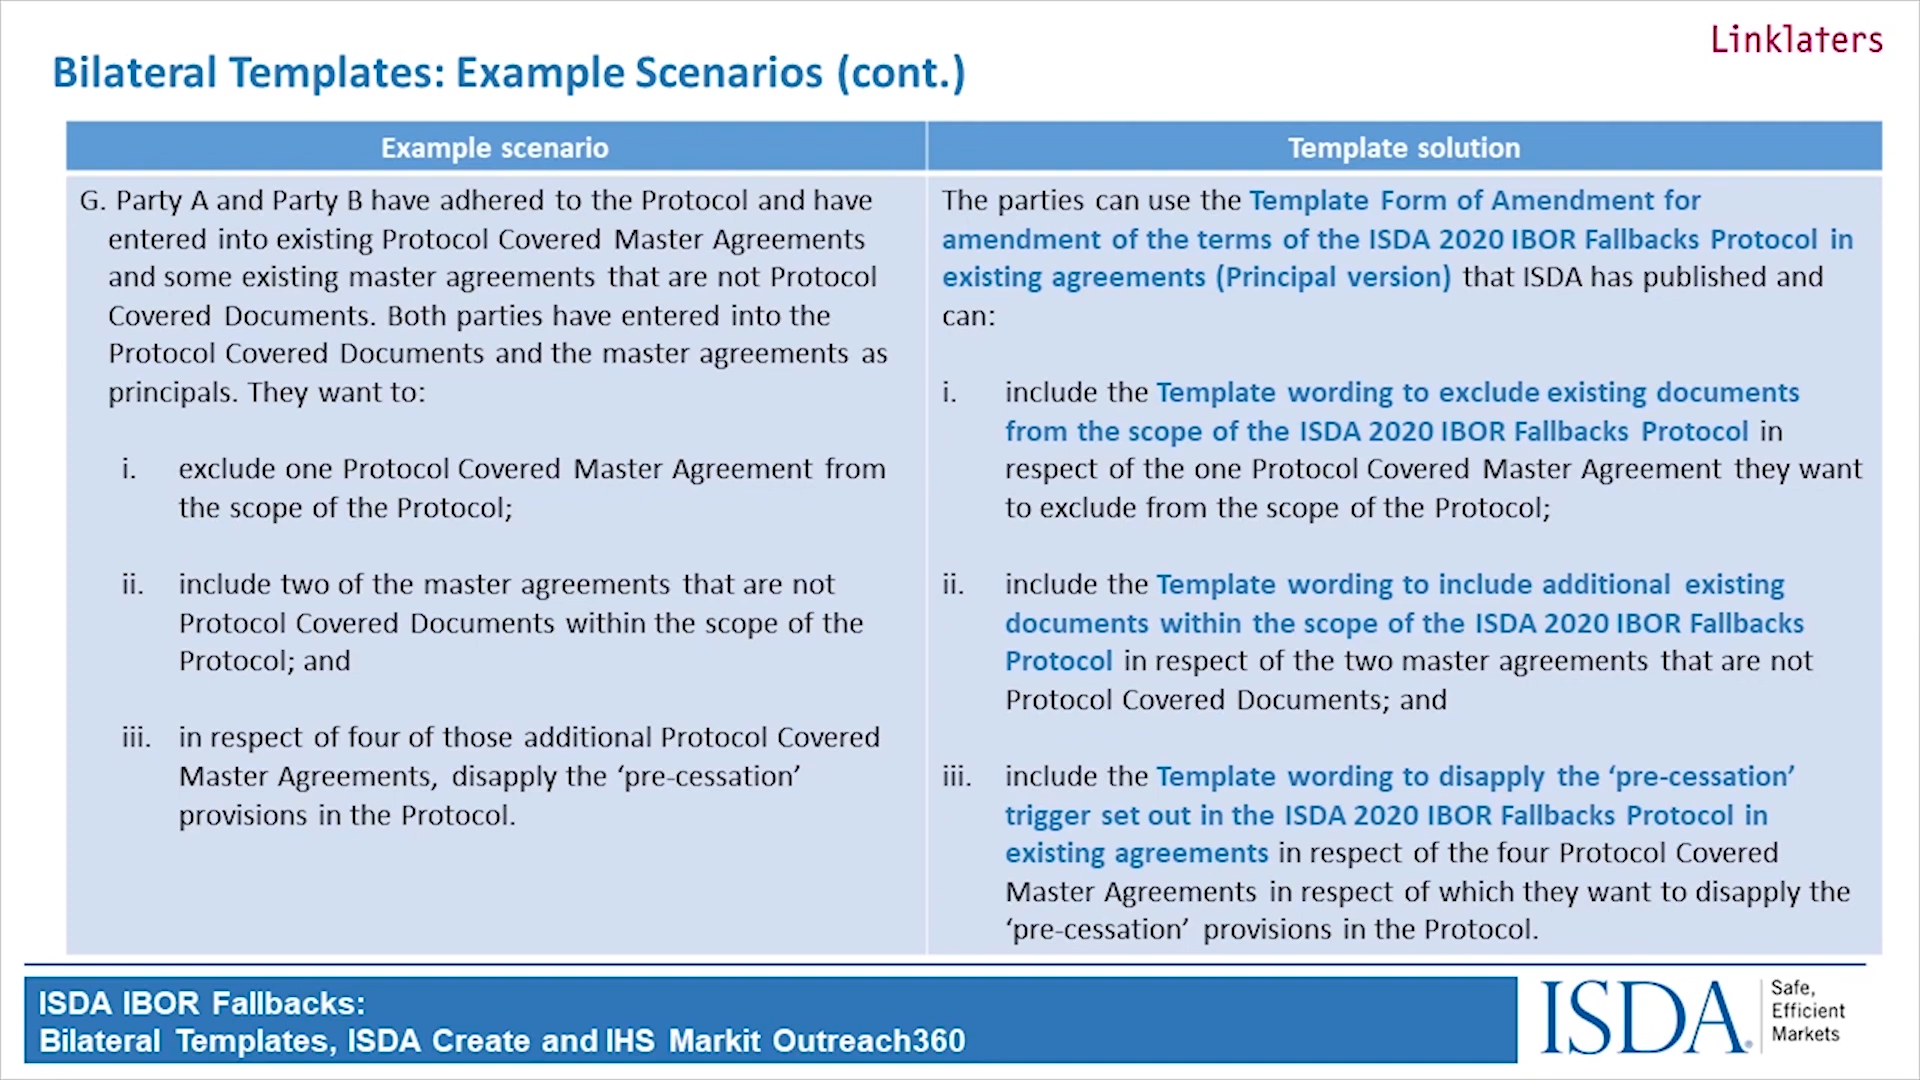 Linklaters
Bilateral Templates: Example Scenarios (cont.)
Example scenario
Template solution
G. Party A and Party B have adhered to the Protocol and have
entered into existing Protocol Covered Master Agreements
and some existing master agreements that are not Protocol
Covered Documents. Both parties have entered into the
Protocol Covered Documents and the master agreements as
principals. They want to:
i. exclude one Protocol Covered Master Agreement from
the scope of the Protocol;
ii. include two of the master agreements that are not
Protocol Covered Documents within the scope of the
Protocol; and
iii. in respect of four of those additional Protocol Covered
Master Agreements, disapply the ‘pre-cessation’
provisions in the Protocol.
The parties can use the Template Form of Amendment for
amendment of the terms of the ISDA 2020 IBOR Fallbacks Protocol in
existing agreements (Principal version) that ISDA has published and
can:
i. include the Template wording to exclude existing documents
from the scope of the ISDA 2020 IBOR Fallbacks Protocol in
respect of the one Protocol Covered Master Agreement they want
to exclude from the scope of the Protocol;
ii. include the Template wording to include additional existing
documents within the scope of the ISDA 2020 IBOR Fallbacks
Protocol in respect of the two master agreements that are not
Protocol Covered Documents; and
iii. include the Template wording to disapply the ‘pre-cessation’
trigger set out in the ISDA 2020 IBOR Fallbacks Protocol in
existing agreements in respect of the four Protocol Covered
Master Agreements in respect of which they want to disapply the
‘pre-cessation’ provisions in the Protocol.
ISDA IBOR Fallbacks:
Bilateral Templates, ISDA Create and IHS Markit Outreach360
ISDA®
Safe,
Efficient
Markets